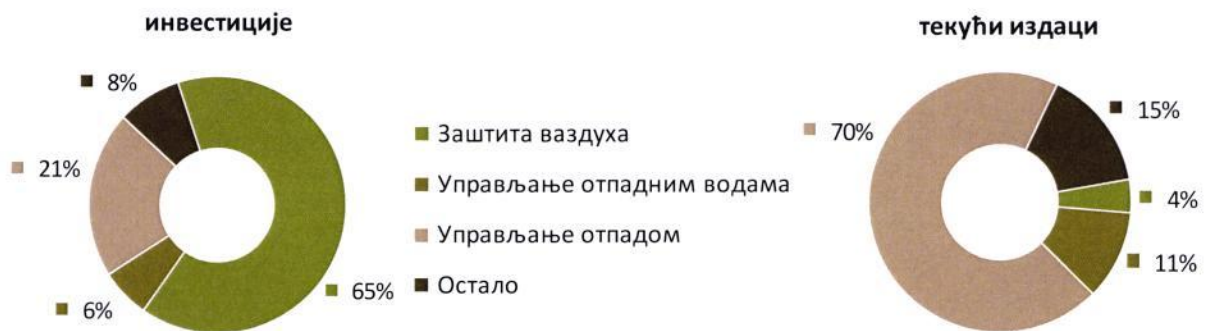 инвестиције
8%
21%
6%
65%
Заштита ваздуха
Управљање отпадним водама
Управљање отпадом
Остало
текући издаци
70%
15%
4%
11%